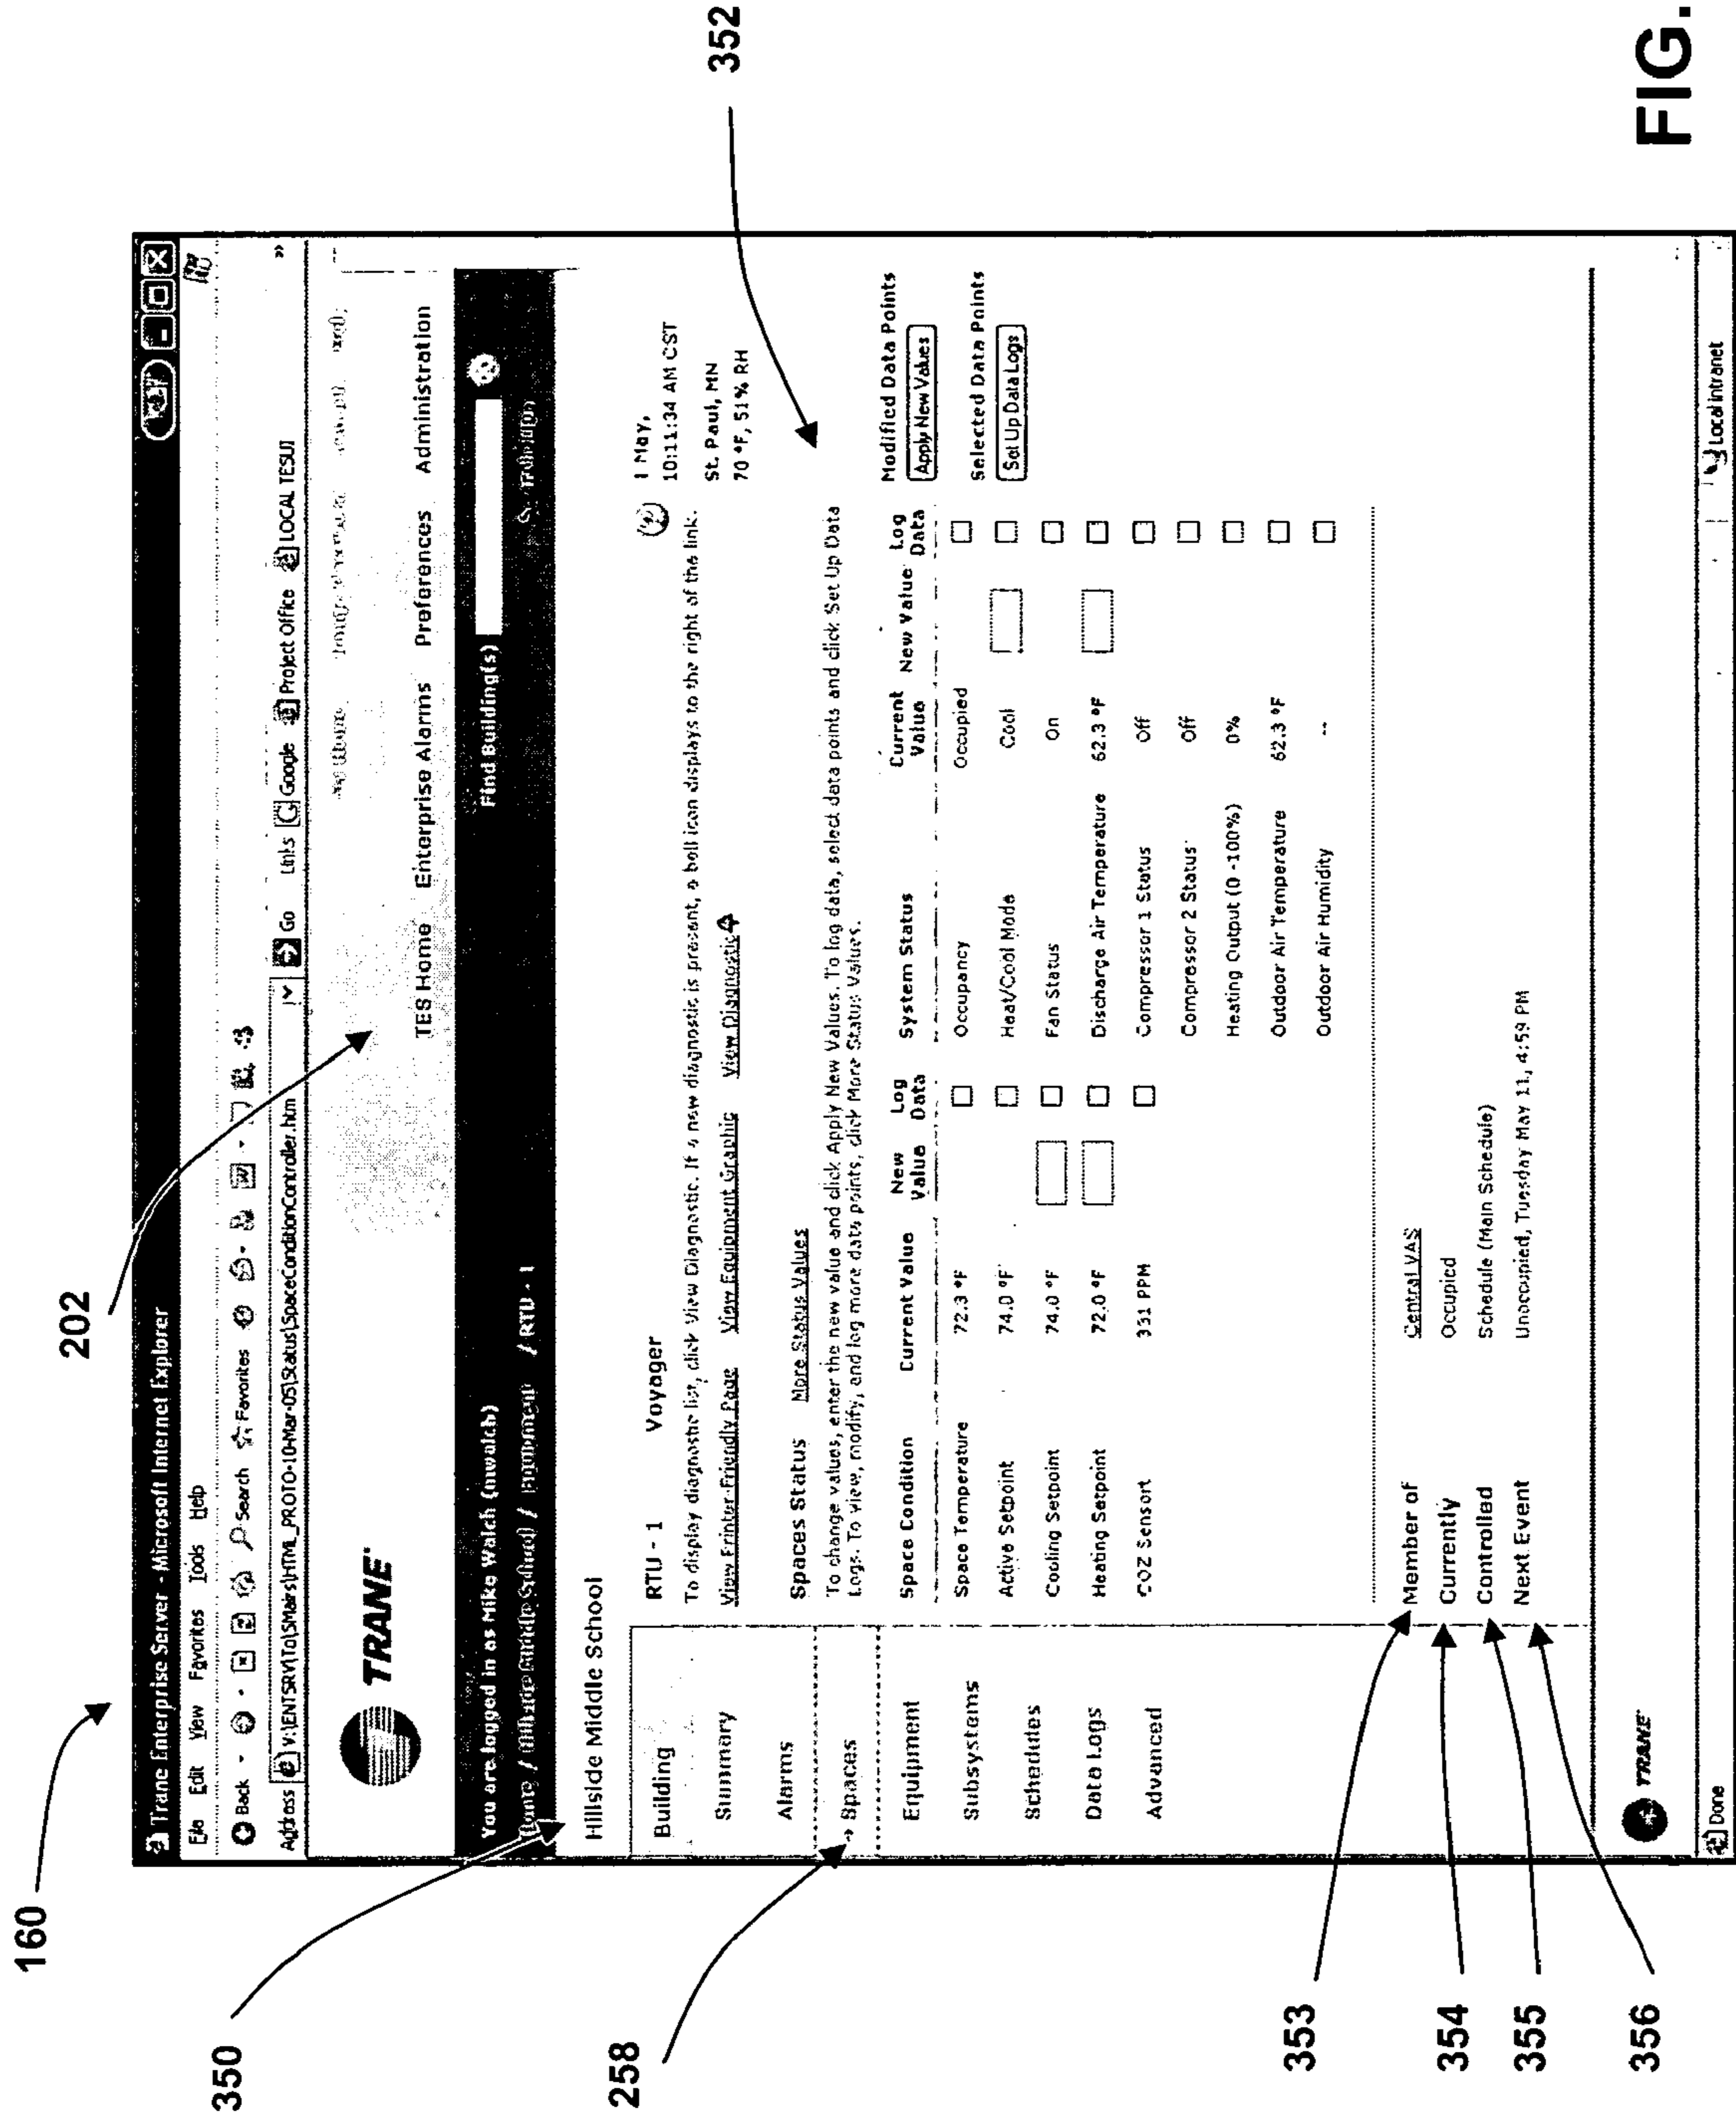 160
202
350
258
352
353
354
355
356
Trane Enterprise Server - Microsoft Internet Explorer
File Edit View Favorites Tools Help
Back Search Favorites
Address V:\ENTSRV\To\SMairs\HTML_PROTO-10-Mar-05\Status\SpaceConditionController.htm Go Links Google Project Office LOCAL TESUI
TRANE
TES Home Enterprise Alarms Preferences Administration
You are logged in as Mike Walch (mwalch) Find Building(s)
Home / Hillside Middle School / Equipment / RTU - 1
Hillside Middle School
Building
Summary
Alarms
Spaces
Equipment
Subsystems
Schedules
Data Logs
Advanced
RTU - 1 Voyager
To display diagnostic list, click View Diagnostic. If a new diagnostic is present, a bell icon displays to the right of the link.
View Printer-Friendly Page View Equipment Graphic View Diagnostic
1 May,
10:11:34 AM CST
St. Paul, MN
70 °F, 51% RH
Spaces Status More Status Values
To change values, enter the new value and click Apply New Values. To log data, select data points and click Set Up Data
Logs. To view, modify, and log more data points, click More Status Values.
Space Condition Current Value New Value Log Data System Status Current Value New Value Log Data
Space Temperature 72.3 °F Occupancy Occupied
Active Setpoint 74.0 °F Heat/Cool Mode Cool
Cooling Setpoint 74.0 °F Fan Status On
Heating Setpoint 72.0 °F Discharge Air Temperature 62.3 °F
CO2 Sensort 331 PPM Compressor 1 Status Off
Compressor 2 Status Off
Heating Output (0 -100%) 0%
Outdoor Air Temperature 62.3 °F
Outdoor Air Humidity --
Modified Data Points
Apply New Values
Selected Data Points
Set Up Data Logs
Member of Central VAS
Currently Occupied
Controlled Schedule (Main Schedule)
Next Event Unoccupied, Tuesday May 11, 4:59 PM
TRANE
Done Local intranet
FIG.